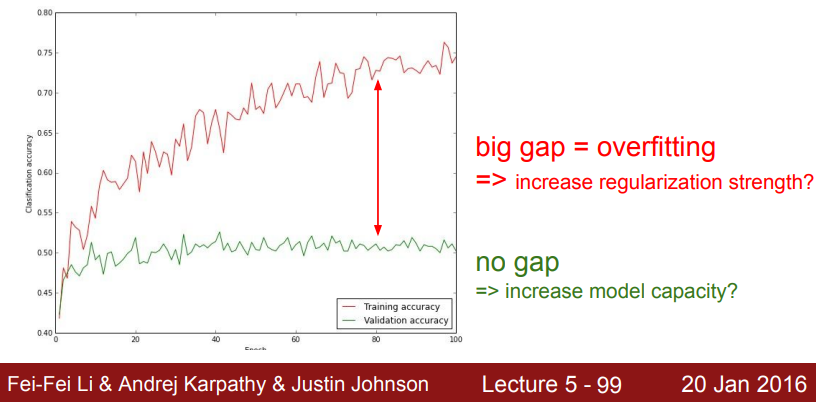 0.80
0.75
0.70
0.65
0.60
0.55
0.50
0.45
0.40
Clasification accuracy
0 20 40 60 80 100
Epoch
Training accuracy
Validation accuracy
big gap = overfitting
=> increase regularization strength?
no gap
=> increase model capacity?
Fei-Fei Li & Andrej Karpathy & Justin Johnson Lecture 5 - 99 20 Jan 2016